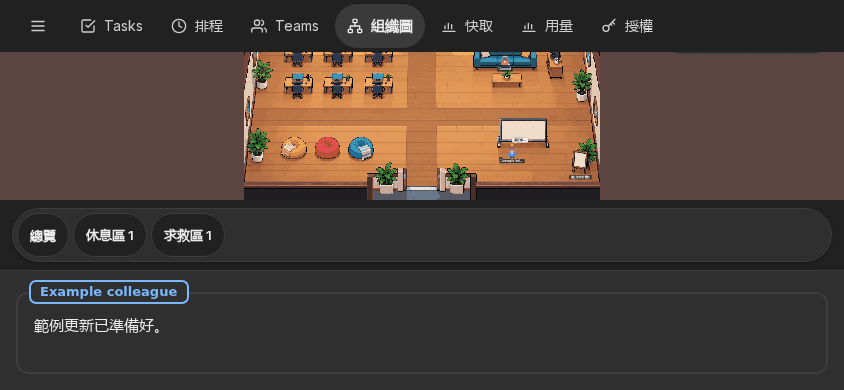 Tasks
排程
Teams
組織圖
快取
用量
授權
總覽
休息區 1
求救區 1
Example colleague
範例更新已準備好。